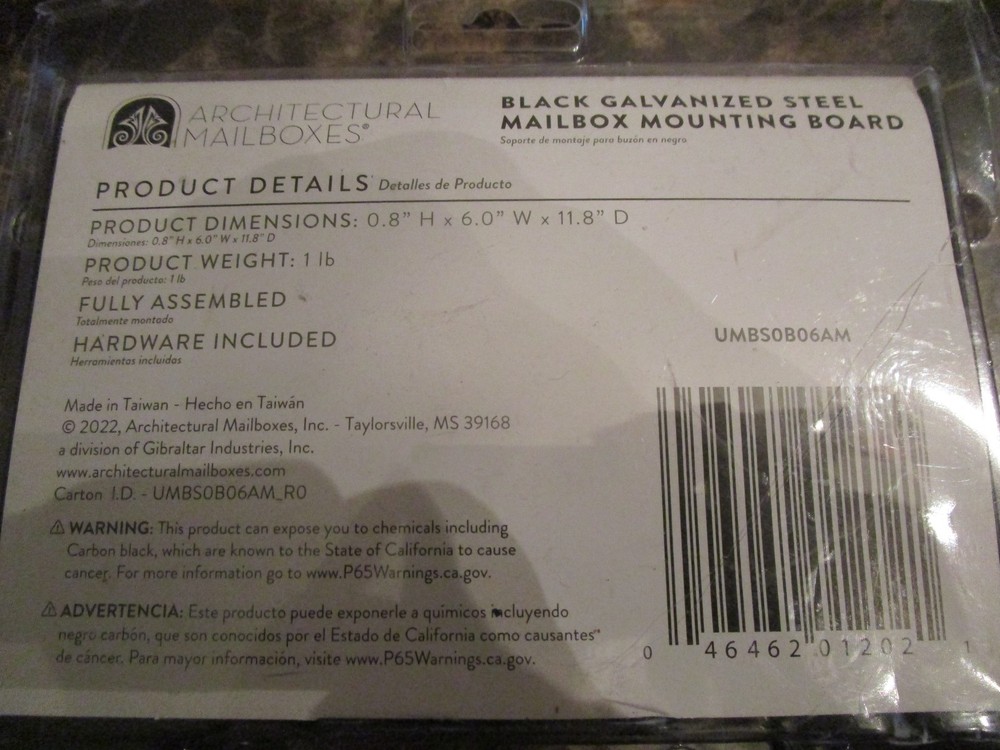 ARCHITECTURAL
MAILBOXES®
BLACK GALVANIZED STEEL
MAILBOX MOUNTING BOARD
Soporte de montaje para buzón en negro
PRODUCT DETAILS Detalles de Producto
PRODUCT DIMENSIONS: 0.8” H x 6.0” W x 11.8” D
Dimensiones: 0.8” H x 6.0” W x 11.8” D
PRODUCT WEIGHT: 1 lb
Peso del producto: 1 lb
FULLY ASSEMBLED
Totalmente montado
HARDWARE INCLUDED
Herramientas incluidas
UMBS0B06AM
Made in Taiwan - Hecho en Taiwán
© 2022, Architectural Mailboxes, Inc. - Taylorsville, MS 39168
a division of Gibraltar Industries, Inc.
www.architecturalmailboxes.com
Carton I.D. - UMBS0B06AM_R0
⚠ WARNING: This product can expose you to chemicals including
Carbon black, which are known to the State of California to cause
cancer. For more information go to www.P65Warnings.ca.gov.
⚠ ADVERTENCIA: Este producto puede exponerle a químicos incluyendo
negro carbón, que son conocidos por el Estado de California como causantes
de cáncer. Para mayor información, visite www.P65Warnings.ca.gov.
0 46462 01202 1